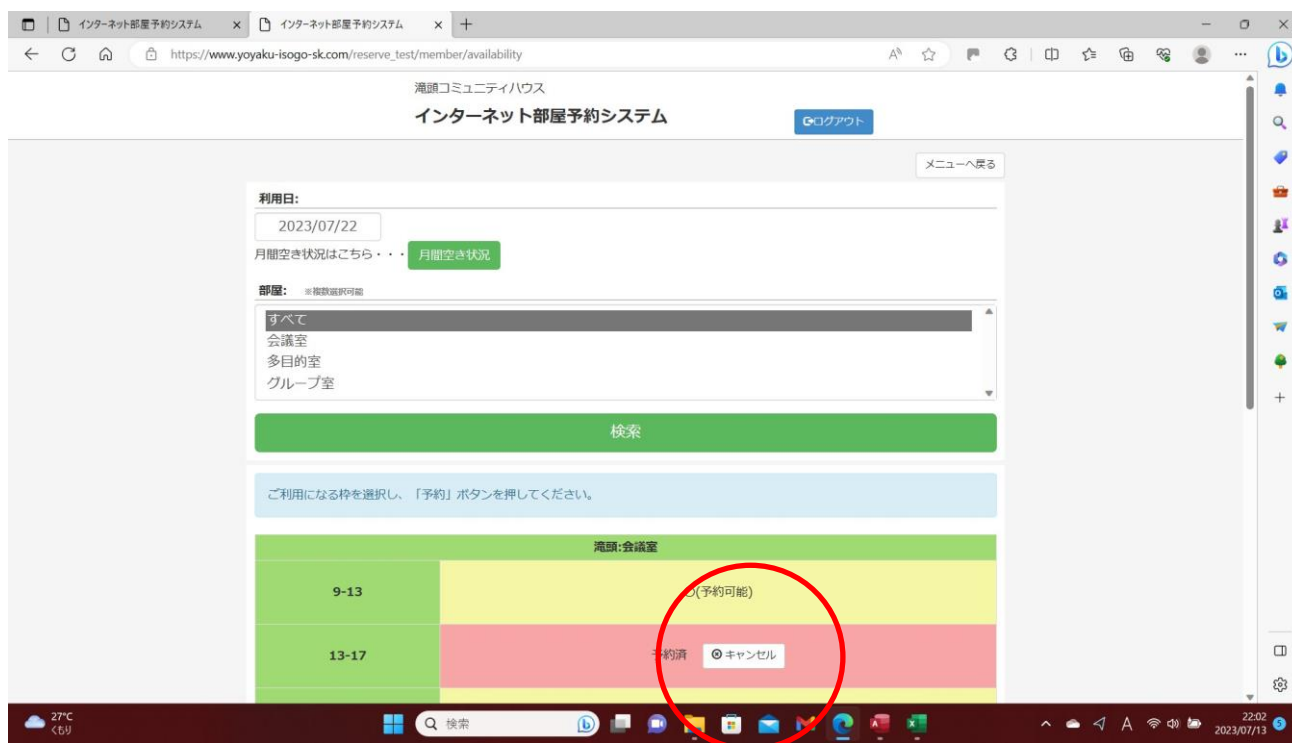 インターネット部屋予約システム
インターネット部屋予約システム
https://www.yoyaku-isogo-sk.com/reserve_test/member/availability
滝頭コミュニティハウス
インターネット部屋予約システム
ログアウト
メニューへ戻る
利用日:
2023/07/22
月間空き状況はこちら・・・ 月間空き状況
部屋: ※複数選択可能
すべて
会議室
多目的室
グループ室
検索
ご利用になる枠を選択し、「予約」ボタンを押してください。
滝頭:会議室
9-13 ○(予約可能)
13-17 予約済 キャンセル
27°C
くもり
検索
A
22:02
2023/07/13
5